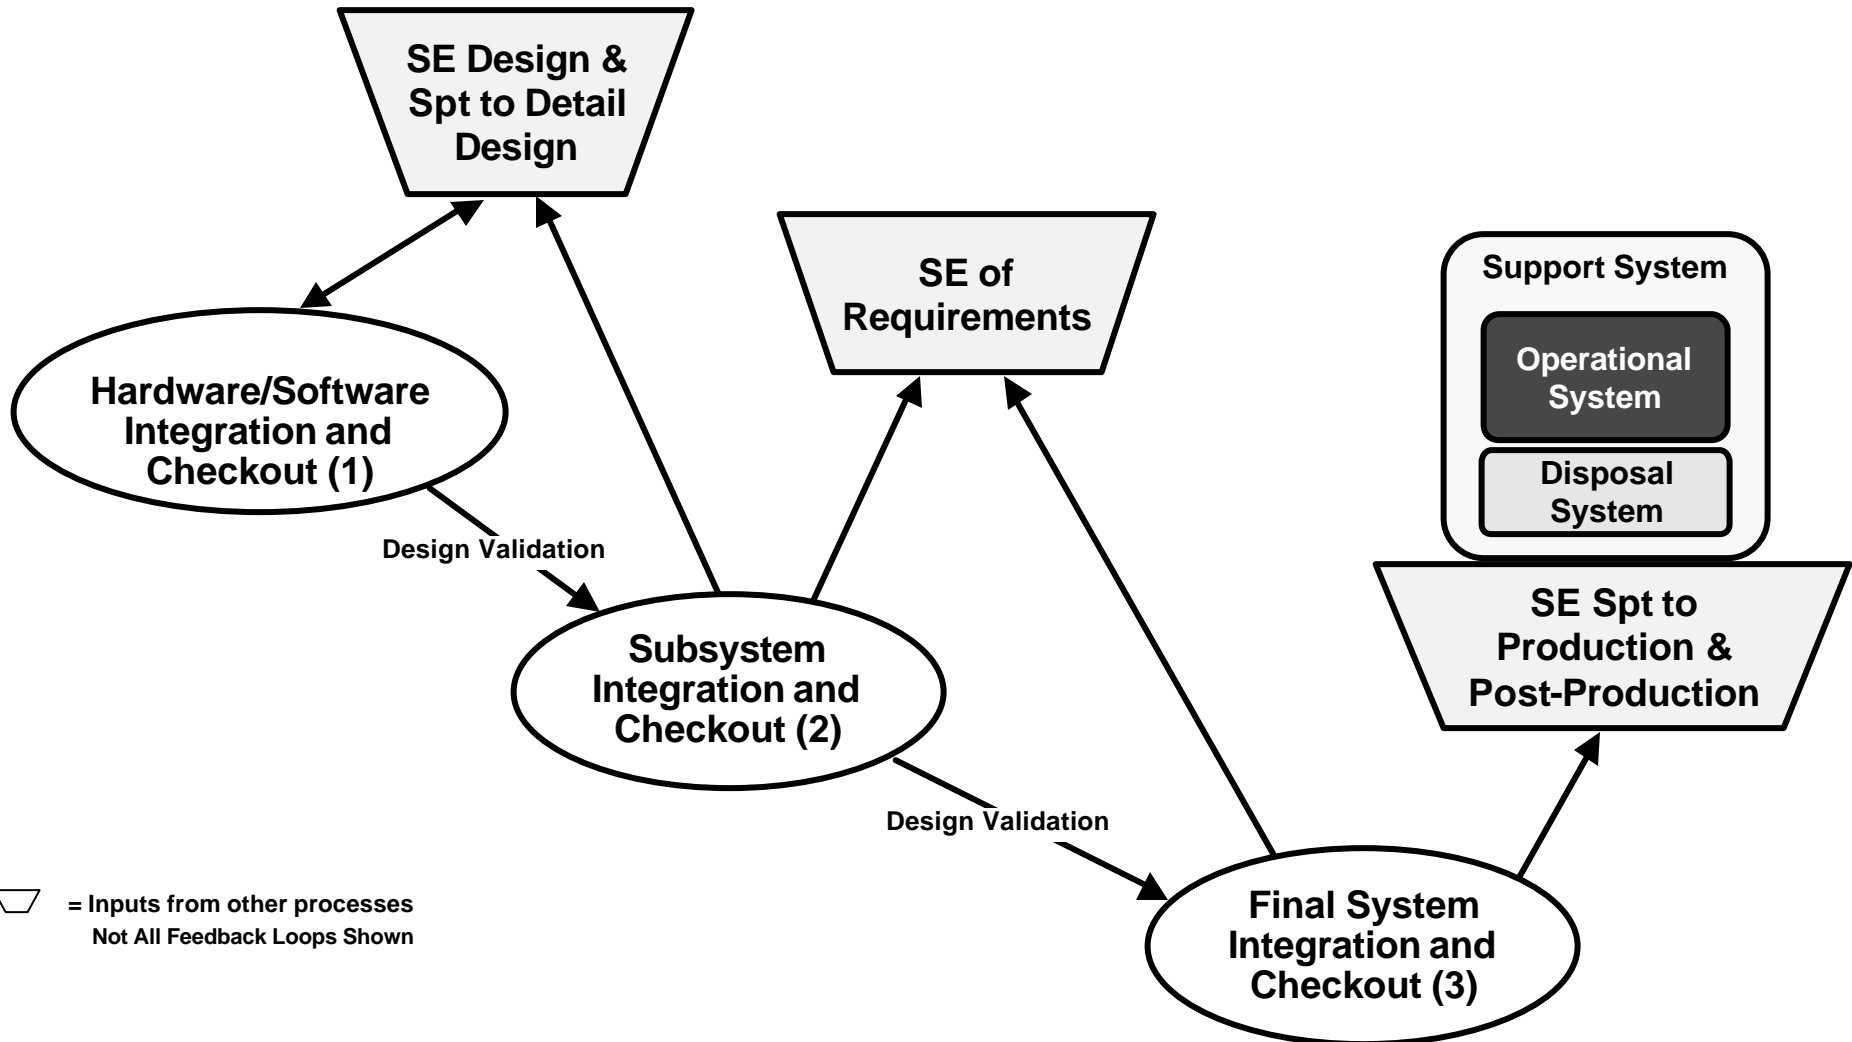 SE Design &
Spt to Detail
Design
SE of
Requirements
Support System
Operational
System
Disposal
System
Hardware/Software
Integration and
Checkout (1)
Design Validation
SE Spt to
Production &
Post-Production
Subsystem
Integration and
Checkout (2)
Design Validation
Final System
Integration and
Checkout (3)
= Inputs from other processes
Not All Feedback Loops Shown